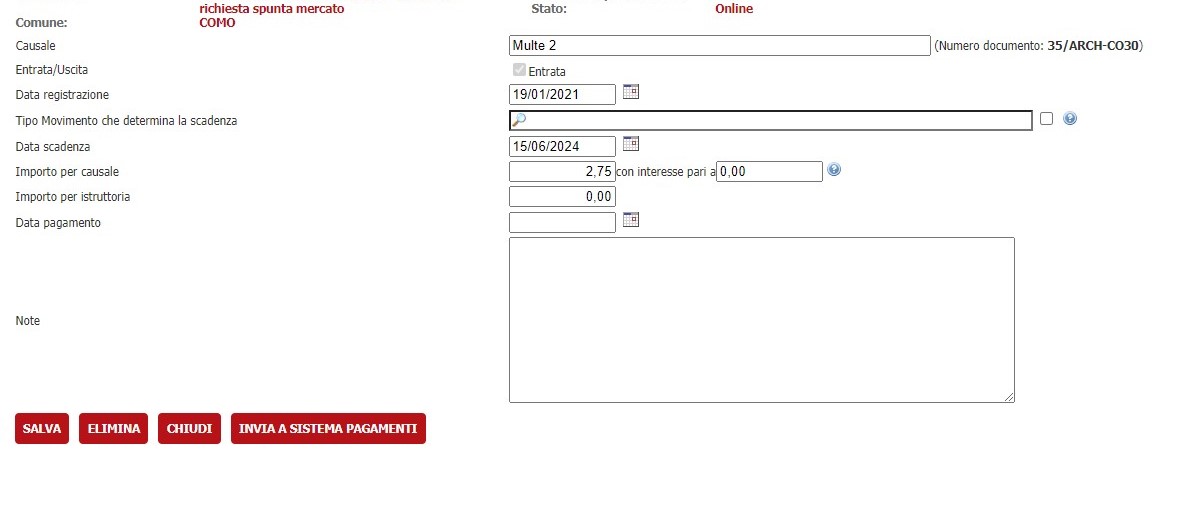 richiesta spunta mercato Stato: Online
Comune: COMO
Causale Multe 2 (Numero documento: 35/ARCH-CO30)
Entrata/Uscita Entrata
Data registrazione 19/01/2021
Tipo Movimento che determina la scadenza
Data scadenza 15/06/2024
Importo per causale 2,75 con interesse pari a 0,00
Importo per istruttoria 0,00
Data pagamento
Note
SALVA ELIMINA CHIUDI INVIA A SISTEMA PAGAMENTI